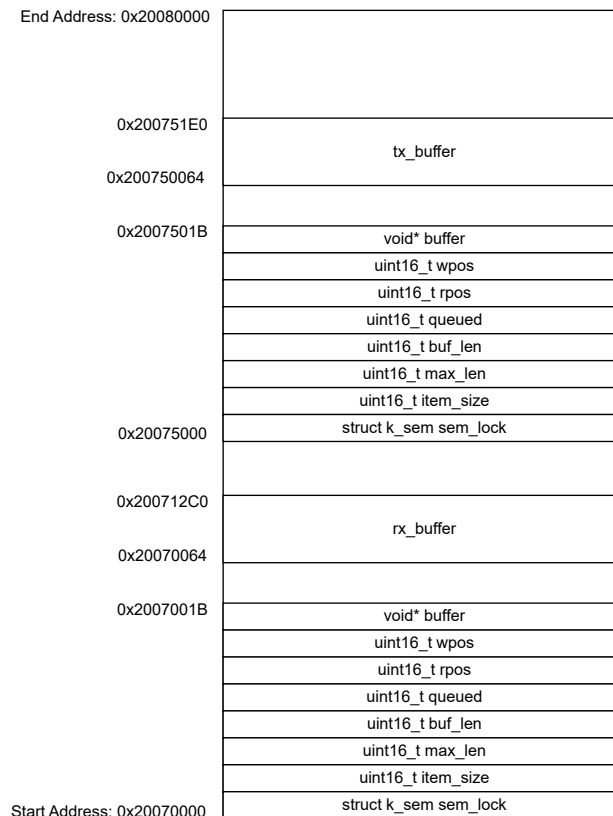 End Address: 0x20080000
0x200751E0
tx_buffer
0x200750064
0x2007501B
void* buffer
uint16_t wpos
uint16_t rpos
uint16_t queued
uint16_t buf_len
uint16_t max_len
uint16_t item_size
0x20075000
struct k_sem sem_lock
0x200712C0
rx_buffer
0x20070064
0x2007001B
void* buffer
uint16_t wpos
uint16_t rpos
uint16_t queued
uint16_t buf_len
uint16_t max_len
uint16_t item_size
struct k_sem sem_lock
Start Address: 0x20070000